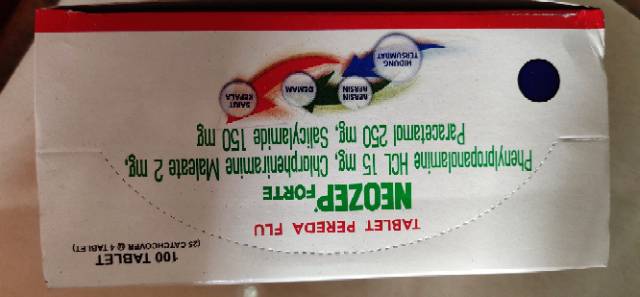 100 TABLET
(25 CATCHCOVER @ 4 TABLET)
TABLET PEREDA FLU
NEOZEP® FORTE
Phenylpropanolamine HCL 15 mg, Chlorpheniramine Maleate 2 mg,
Paracetamol 250 mg, Salicylamide 150 mg
HIDUNG
TERSUMBAT
BERSIN
BERSIN
DEMAM
SAKIT
KEPALA